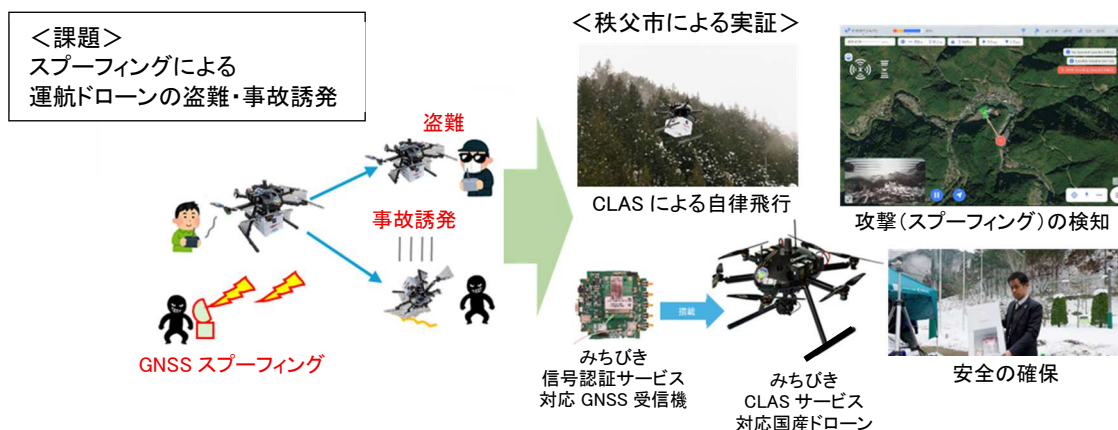 ＜課題＞
スプーフィングによる
運航ドローンの盗難・事故誘発
盗難
事故誘発
GNSS スプーフィング
＜秩父市による実証＞
CLAS による自律飛行
攻撃（スプーフィング）の検知
搭載
みちびき
信号認証サービス
対応 GNSS 受信機
みちびき
CLAS サービス
対応国産ドローン
安全の確保